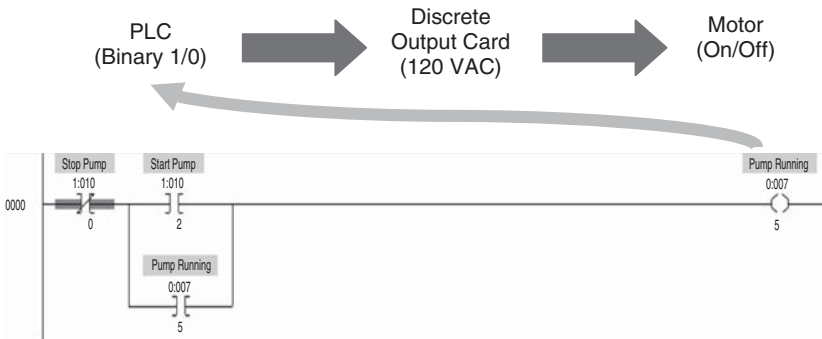 PLC
(Binary 1/0)
Discrete
Output Card
(120 VAC)
Motor
(On/Off)
Stop Pump
1:010
0
Start Pump
1:010
2
Pump Running
0:007
5
0000
Pump Running
0:007
5